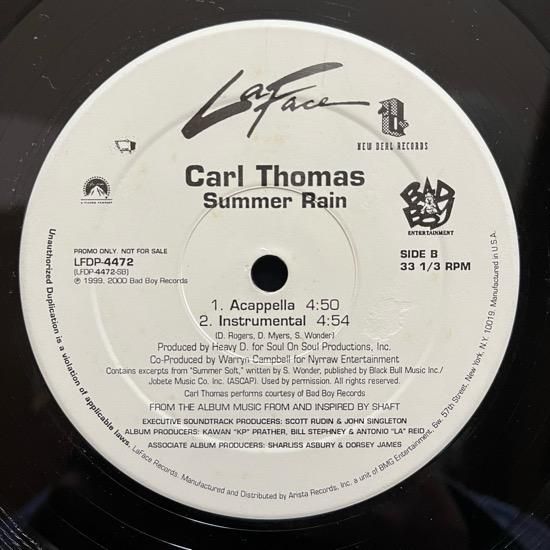 LaFace
NEW DEAL RECORDS
Carl Thomas
Summer Rain
BAD BOY
ENTERTAINMENT
PROMO ONLY. NOT FOR SALE
LFDP-4472
(LFDP-4472-SB)
℗ 1999, 2000 Bad Boy Records
SIDE B
33 1/3 RPM
1. Acappella 4:50
2. Instrumental 4:54
(D. Rogers, D. Myers, S. Wonder)
Produced by Heavy D. for Soul On Soul Productions, Inc.
Co-Produced by Warryn Campbell for Nyrraw Entertainment
Contains excerpts from "Summer Soft," written by S. Wonder, published by Black Bull Music Inc./
Jobete Music Co. Inc. (ASCAP). Used by permission. All rights reserved.
Carl Thomas performs courtesy of Bad Boy Records
FROM THE ALBUM MUSIC FROM AND INSPIRED BY SHAFT
EXECUTIVE SOUNDTRACK PRODUCERS: SCOTT RUDIN & JOHN SINGLETON
ALBUM PRODUCERS: KAWAN "KP" PRATHER, BILL STEPHNEY & ANTONIO "LA" REID
ASSOCIATE ALBUM PRODUCERS: SHARLISS ASBURY & DORSEY JAMES
Unauthorized Duplication is a violation of applicable laws. LaFace Records. Manufactured and Distributed by Arista Records, Inc., a unit of BMG Entertainment, 6w. 57th Street, New York, N.Y. 10019. Manufactured in U.S.A.